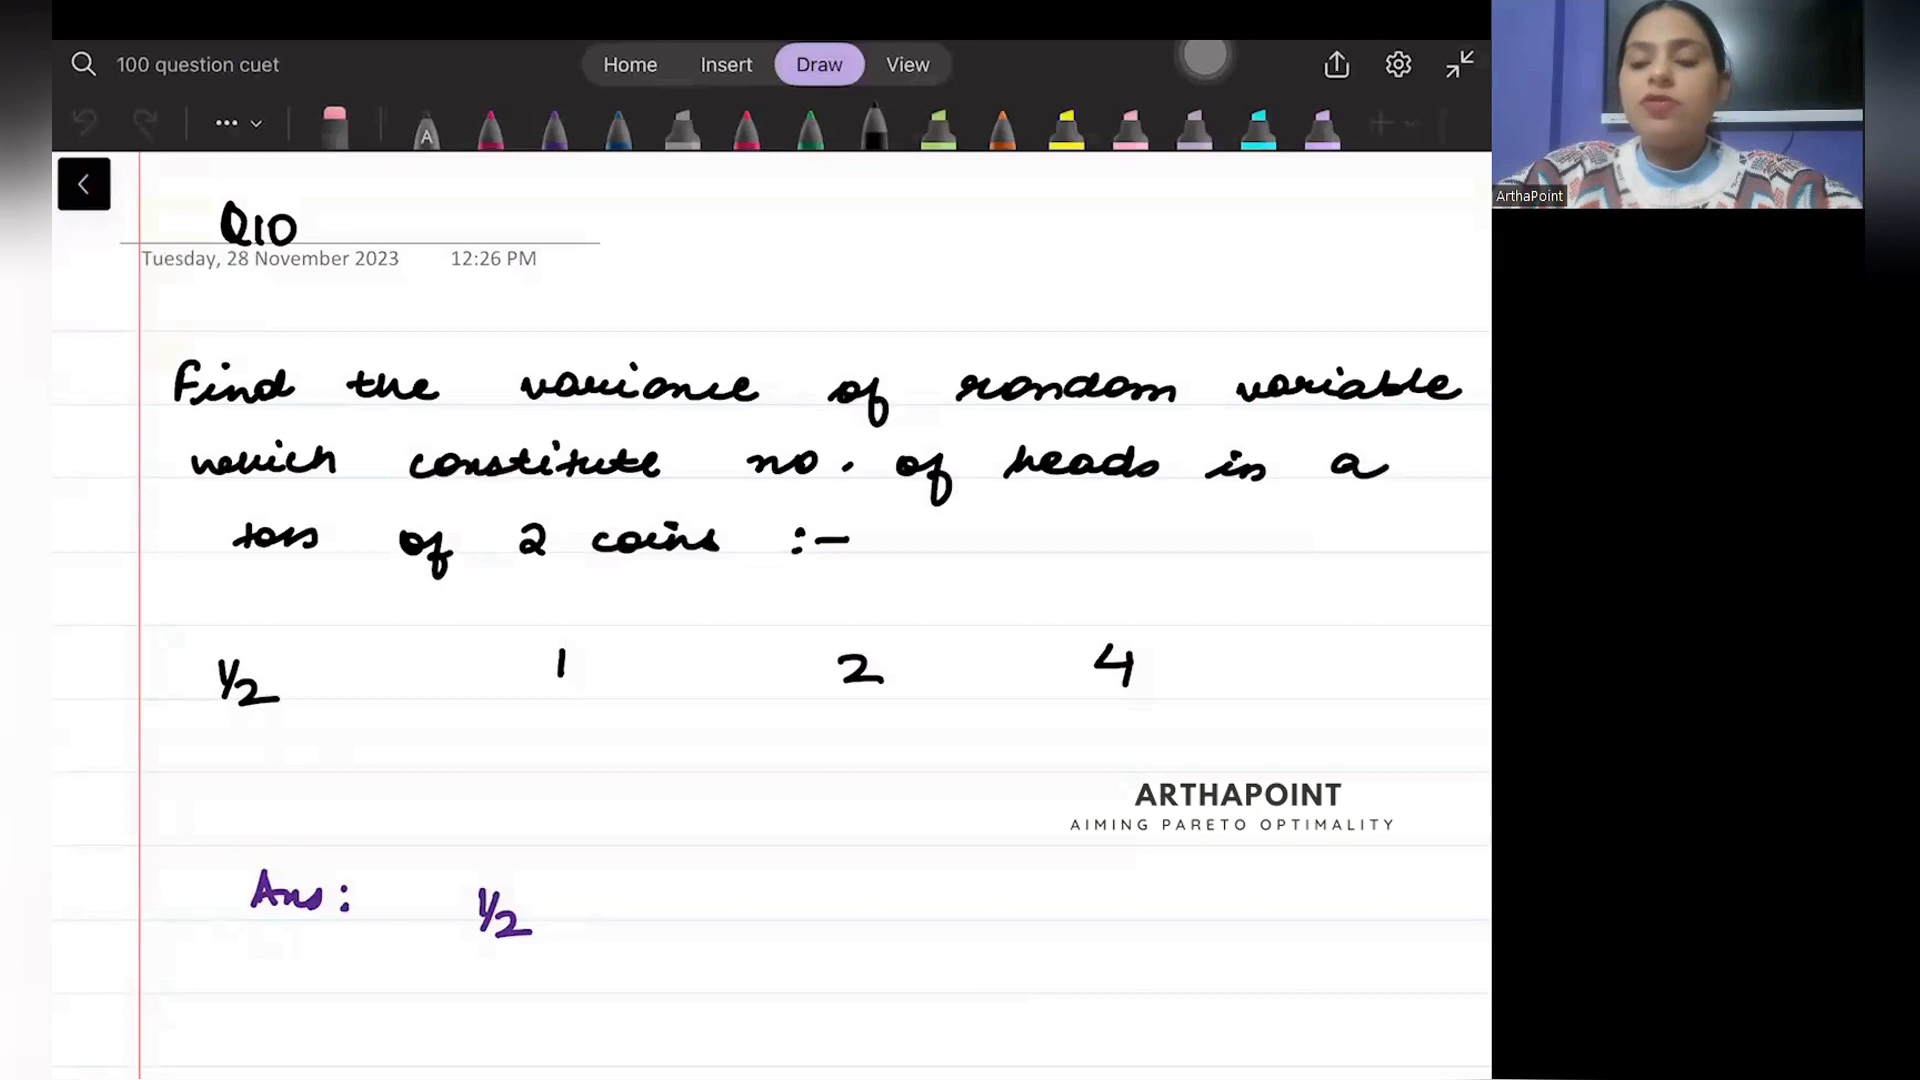 100 question cuet
Home Insert Draw View
A
ArthaPoint
Q10
Tuesday, 28 November 2023 12:26 PM
Find the variance of random variable
which constitute no. of heads in a
toss of 2 coins :-
1/2 1 2 4
ARTHAPOINT
AIMING PARETO OPTIMALITY
Ans: 1/2